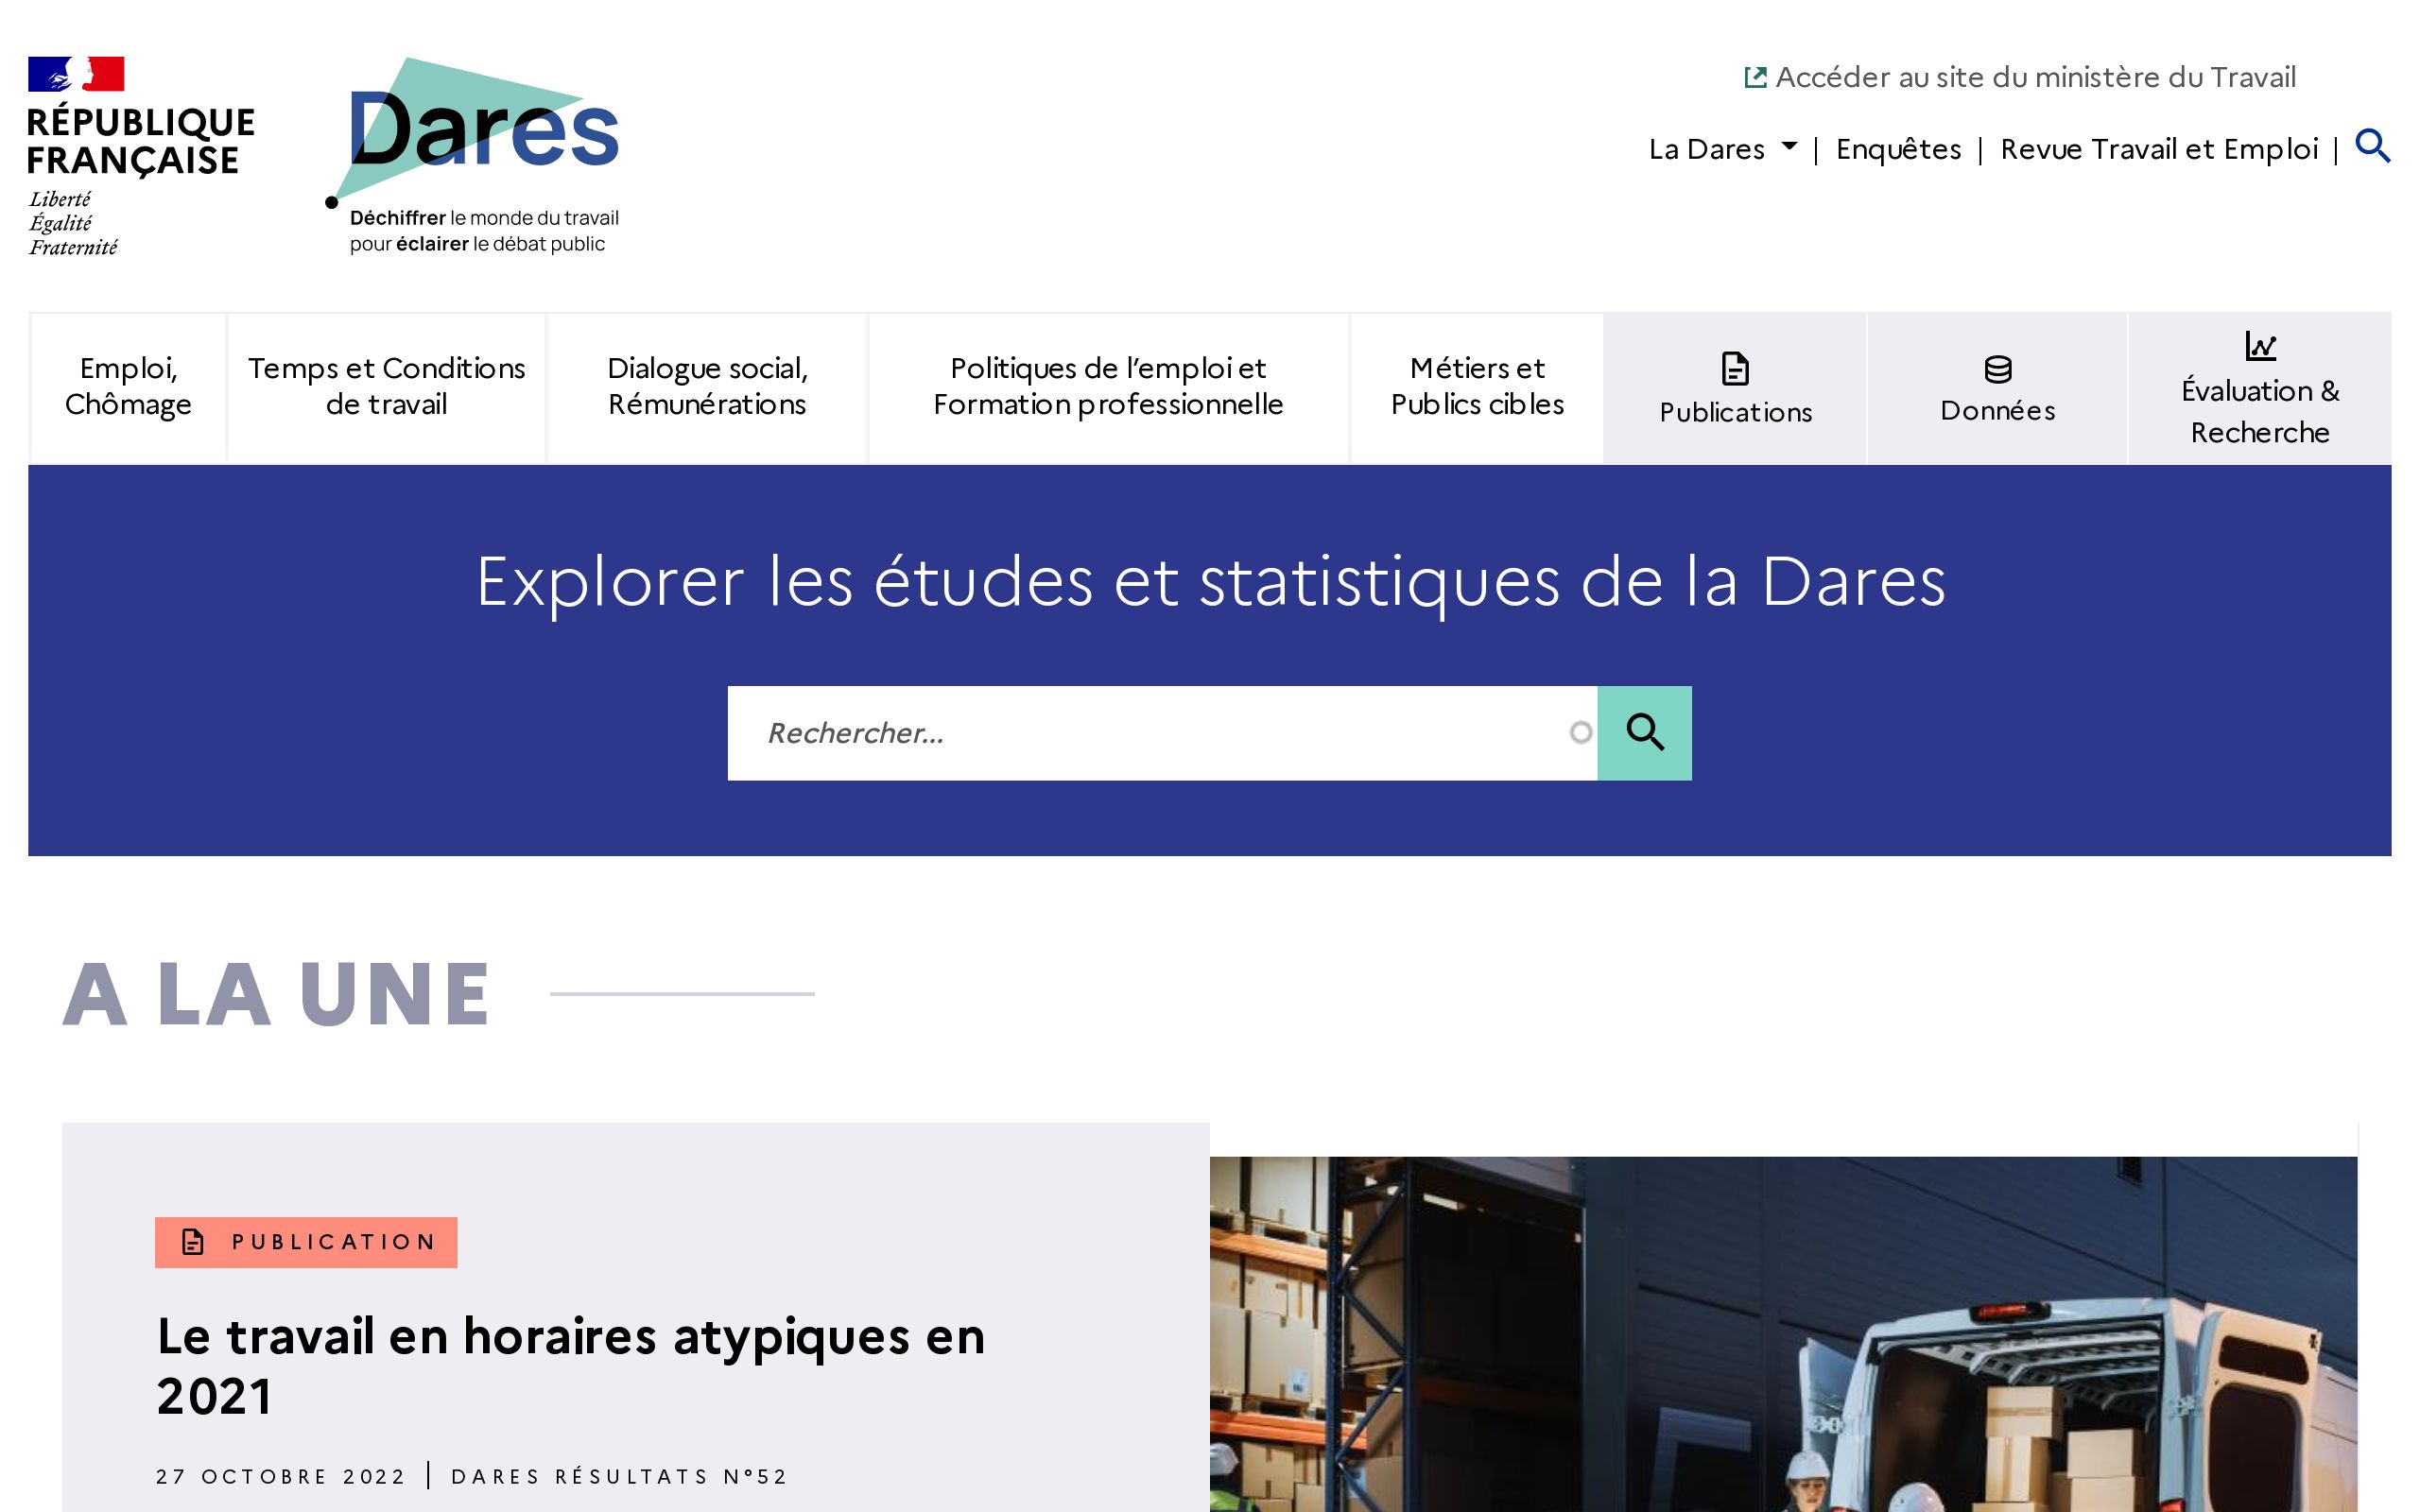 RÉPUBLIQUE
FRANÇAISE
Liberté
Égalité
Fraternité
Dares
Déchiffrer le monde du travail
pour éclairer le débat public
Accéder au site du ministère du Travail
La Dares | Enquêtes | Revue Travail et Emploi |
Emploi,
Chômage
Temps et Conditions
de travail
Dialogue social,
Rémunérations
Politiques de l’emploi et
Formation professionnelle
Métiers et
Publics cibles
Publications
Données
Évaluation &
Recherche
Explorer les études et statistiques de la Dares
Rechercher...
A LA UNE
PUBLICATION
Le travail en horaires atypiques en
2021
27 OCTOBRE 2022 | DARES RÉSULTATS N°52